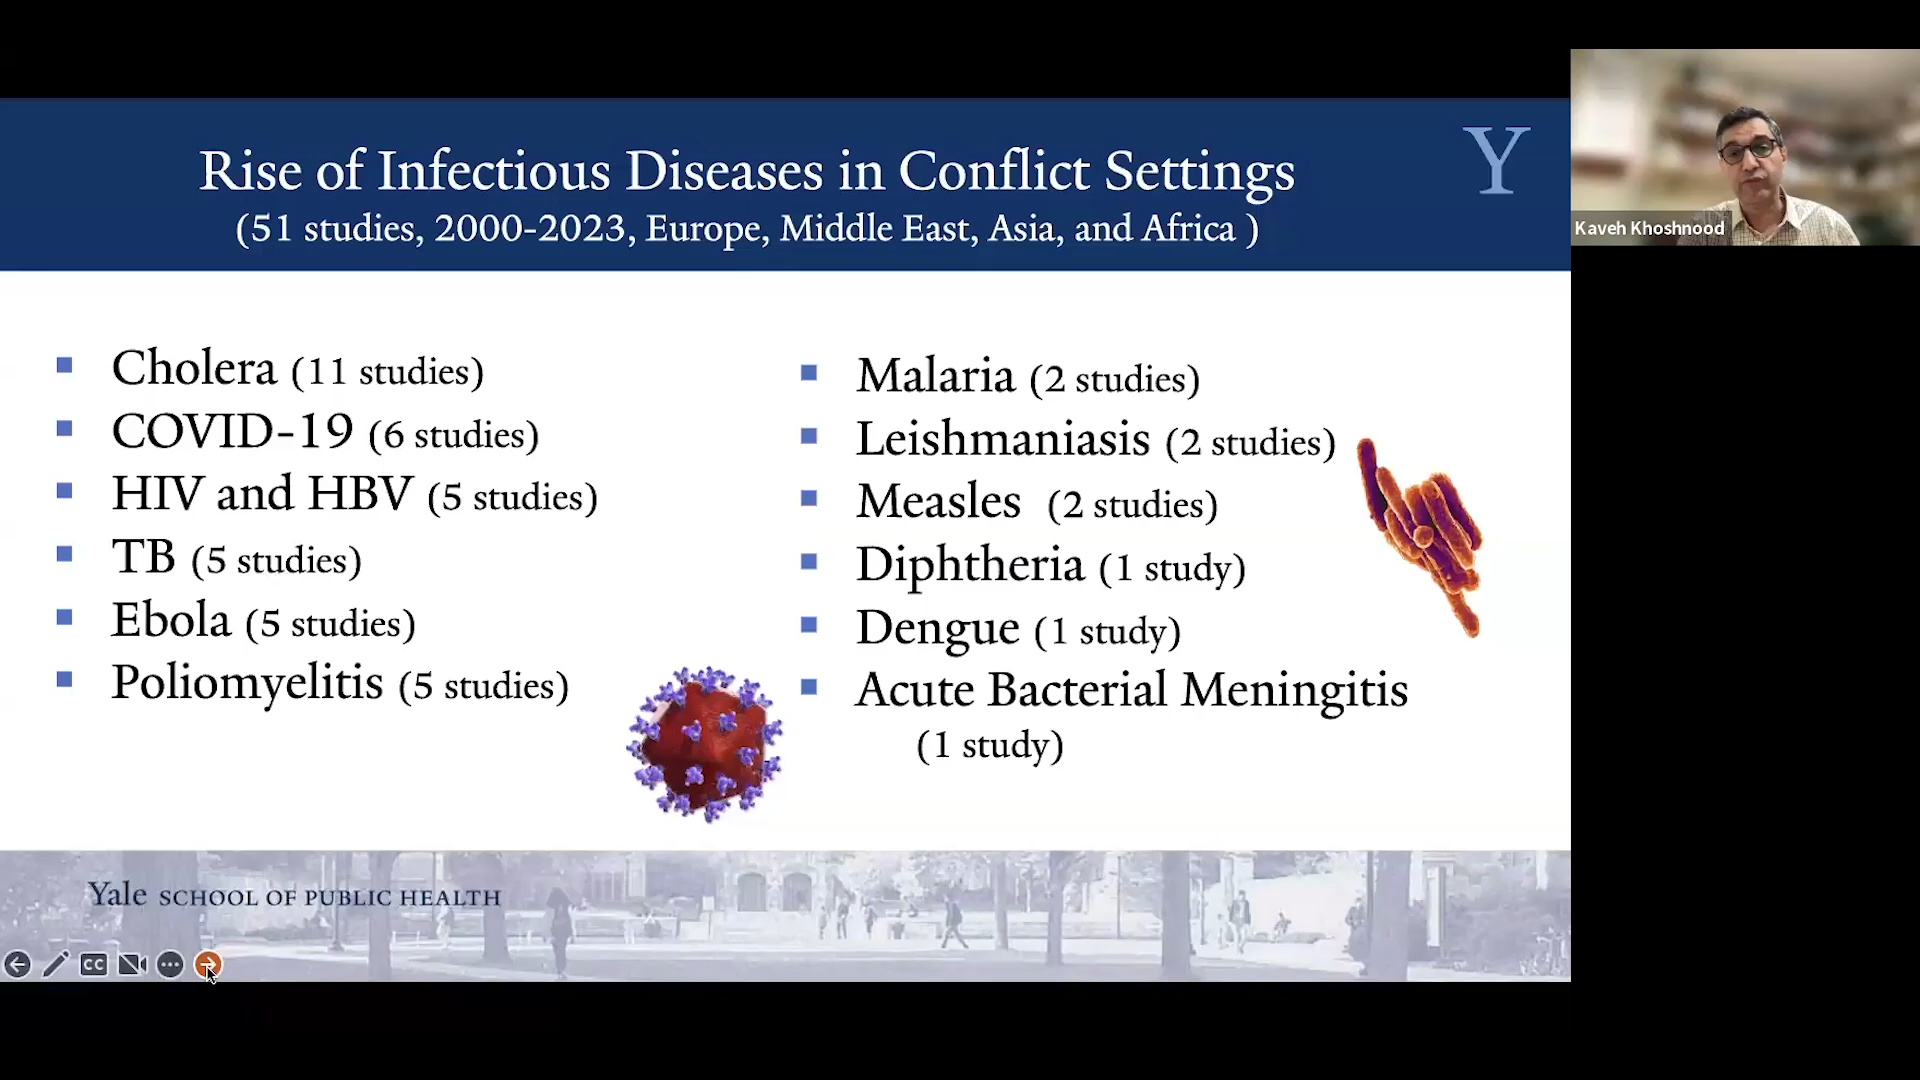 Rise of Infectious Diseases in Conflict Settings
(51 studies, 2000-2023, Europe, Middle East, Asia, and Africa )
Y
Kaveh Khoshnood
Cholera (11 studies)
COVID-19 (6 studies)
HIV and HBV (5 studies)
TB (5 studies)
Ebola (5 studies)
Poliomyelitis (5 studies)
Malaria (2 studies)
Leishmaniasis (2 studies)
Measles (2 studies)
Diphtheria (1 study)
Dengue (1 study)
Acute Bacterial Meningitis
(1 study)
Yale SCHOOL OF PUBLIC HEALTH
CC